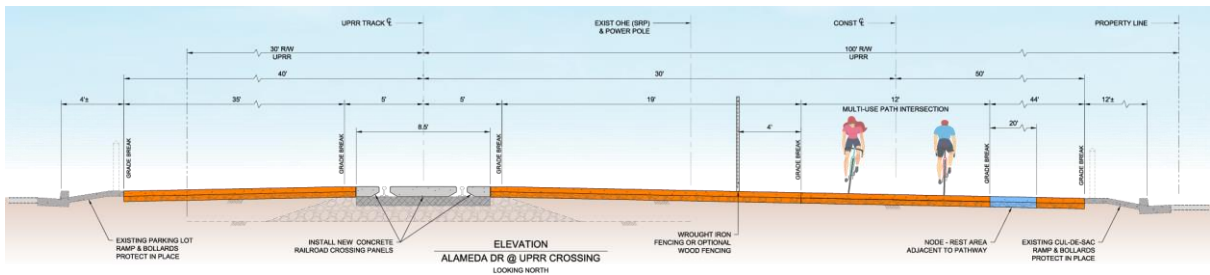 UPRR TRACK ℄
EXIST OHE (SRP)
& POWER POLE
CONST ℄
PROPERTY LINE
30' R/W
UPRR
100' R/W
UPRR
40'
30'
50'
4'±
35'
5'
5'
19'
12'
44'
12'±
MULTI-USE PATH INTERSECTION
8.5'
4'
20'
GRADE BREAK
GRADE BREAK
GRADE BREAK
GRADE BREAK
GRADE BREAK
GRADE BREAK
EXISTING PARKING LOT
RAMP & BOLLARDS
PROTECT IN PLACE
INSTALL NEW CONCRETE
RAILROAD CROSSING PANELS
WROUGHT IRON
FENCING OR OPTIONAL
WOOD FENCING
NODE - REST AREA
ADJACENT TO PATHWAY
EXISTING CUL-DE-SAC
RAMP & BOLLARDS
PROTECT IN PLACE
ELEVATION
ALAMEDA DR @ UPRR CROSSING
LOOKING NORTH